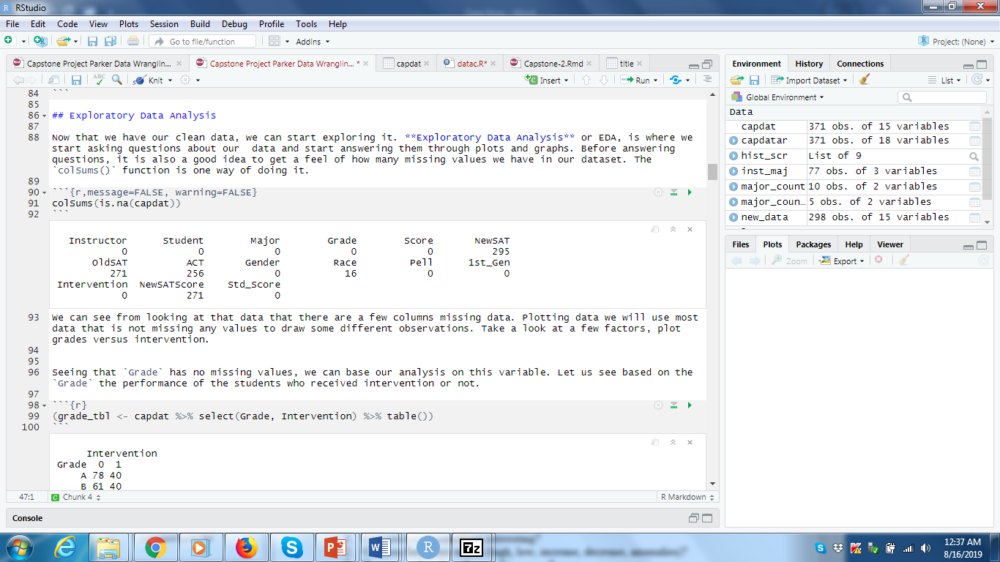 RStudio
File Edit Code View Plots Session Build Debug Profile Tools Help
Go to file/function Addins Project: (None)
Capstone Project Parker Data Wranglin... Capstone Project Parker Data Wranglin... * capdat datac.R* Capstone-2.Rmd title
ABC Knit Insert Run
84 ```
85
86 ## Exploratory Data Analysis
87
88 Now that we have our clean data, we can start exploring it. **Exploratory Data Analysis** or EDA, is where we
start asking questions about our  data and start answering them through plots and graphs. Before answering
questions, it is also a good idea to get a feel of how many missing values we have in our dataset. The
`colSums()` function is one way of doing it.
89
90 ```{r,message=FALSE, warning=FALSE}
91 colSums(is.na(capdat))
92 ```
Instructor Student Major Grade Score NewSAT
0 0 0 0 0 295
OldSAT ACT Gender Race Pell 1st_Gen
271 256 0 16 0 0
Intervention NewSATScore Std_Score
0 271 0
93 We can see from looking at that data that there are a few columns missing data. Plotting data we will use most
data that is not missing any values to draw some different observations. Take a look at a few factors, plot
grades versus intervention.
94
95
96 Seeing that `Grade` has no missing values, we can base our analysis on this variable. Let us see based on the
`Grade` the performance of the students who received intervention or not.
97
98 ```{r}
99 (grade_tbl <- capdat %>% select(Grade, Intervention) %>% table())
100 ```
Intervention
Grade 0 1
A 78 40
B 61 40
47:1 C Chunk 4 R Markdown
Console
Environment History Connections
Import Dataset List
Global Environment
Data
capdat 371 obs. of 15 variables
capdatar 371 obs. of 18 variables
hist_scr List of 9
inst_maj 77 obs. of 3 variables
major_count 10 obs. of 2 variables
major_coun... 5 obs. of 2 variables
new_data 298 obs. of 15 variables
Files Plots Packages Help Viewer
Zoom Export
12:37 AM
8/16/2019